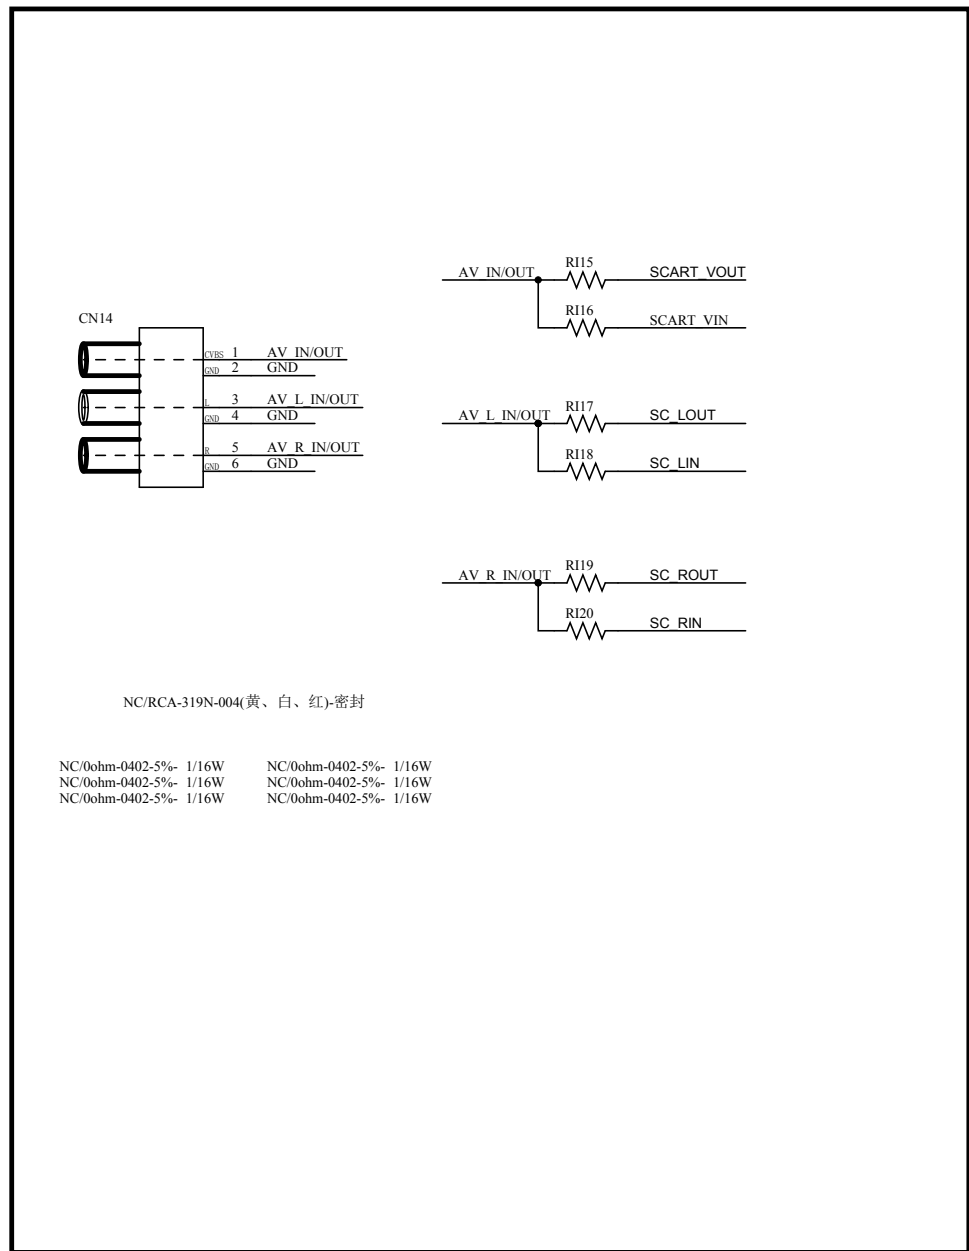 CN14
CVBS 1 AV_IN/OUT
GND 2 GND
L 3 AV_L_IN/OUT
GND 4 GND
R 5 AV_R_IN/OUT
GND 6 GND
AV_IN/OUT RI15 SCART_VOUT
RI16 SCART_VIN
AV_L_IN/OUT RI17 SC_LOUT
RI18 SC_LIN
AV_R_IN/OUT RI19 SC_ROUT
RI20 SC_RIN
NC/RCA-319N-004(黄、白、红)-密封
NC/0ohm-0402-5%- 1/16W NC/0ohm-0402-5%- 1/16W
NC/0ohm-0402-5%- 1/16W NC/0ohm-0402-5%- 1/16W
NC/0ohm-0402-5%- 1/16W NC/0ohm-0402-5%- 1/16W